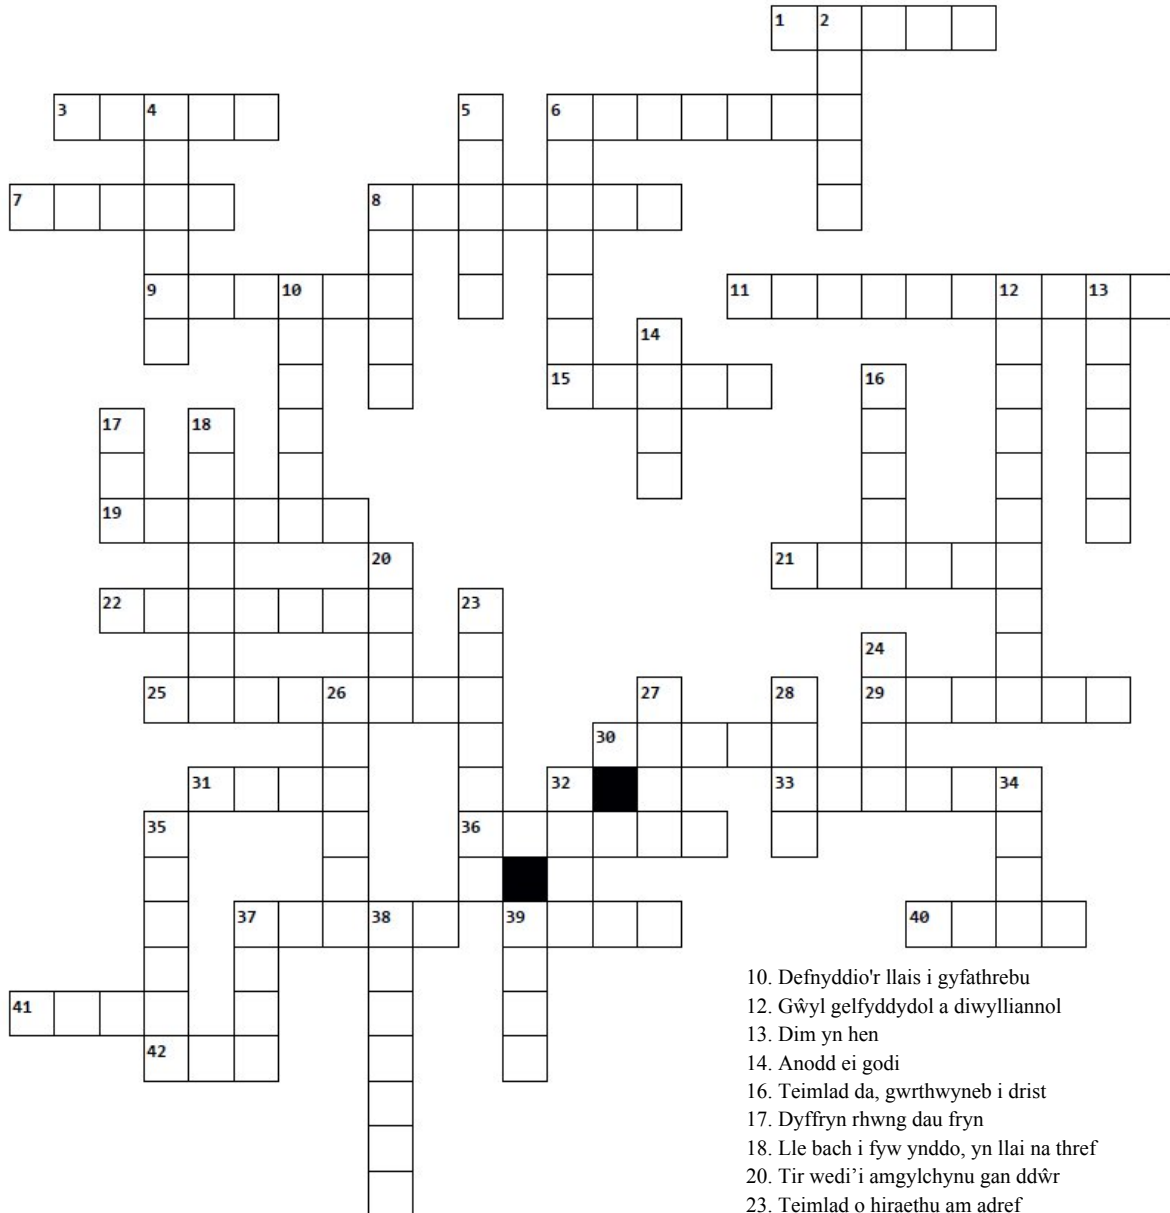 1 2
3 4 5 6
7 8
9 10 11 12 13
14
15 16
17 18
19
20 21
22 23
24
25 26 27 28 29
30
31 32 33 34
35 36
37 38 39 40
10. Defnyddio'r llais i gyfathrebu
12. Gŵyl gelfyddydol a diwylliannol
13. Dim yn hen
41
14. Anodd ei godi
42
16. Teimlad da, gwrthwyneb i drist
17. Dyffryn rhwng dau fryn
18. Lle bach i fyw ynddo, yn llai na thref
20. Tir wedi’i amgylchynu gan ddŵr
23. Teimlad o hiraethu am adref